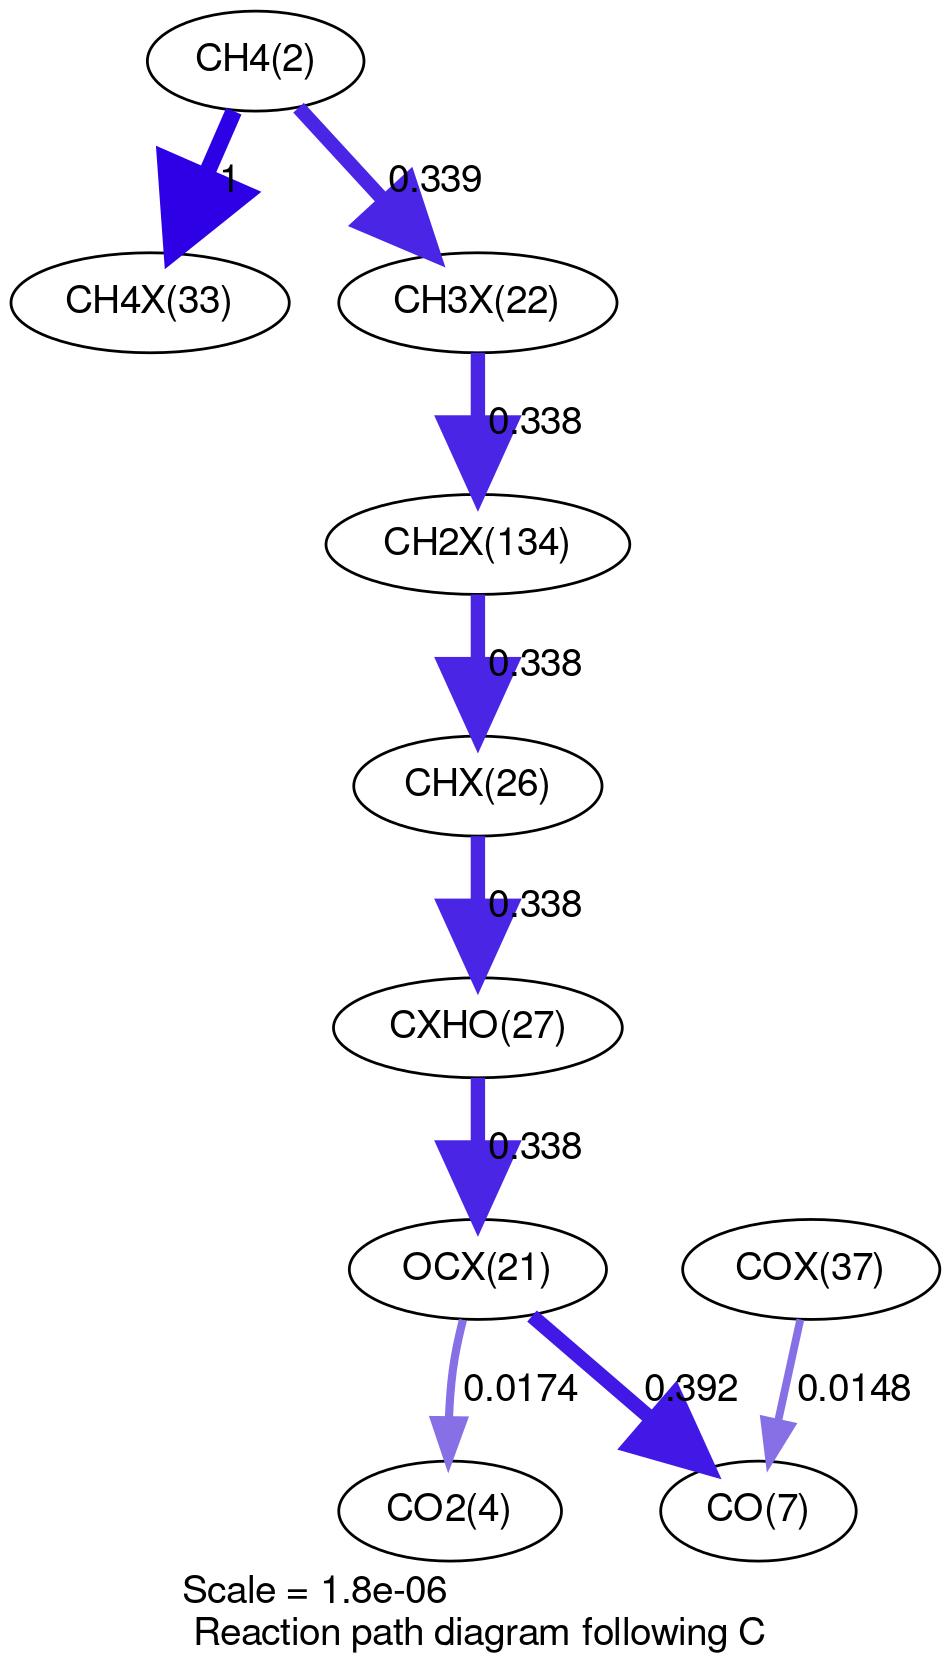 CH4(2)
1
0.339
CH4X(33)
CH3X(22)
0.338
CH2X(134)
0.338
CHX(26)
0.338
CXHO(27)
0.338
OCX(21)
COX(37)
0.0174
0.392
0.0148
CO2(4)
CO(7)
Scale = 1.8e-06
Reaction path diagram following C